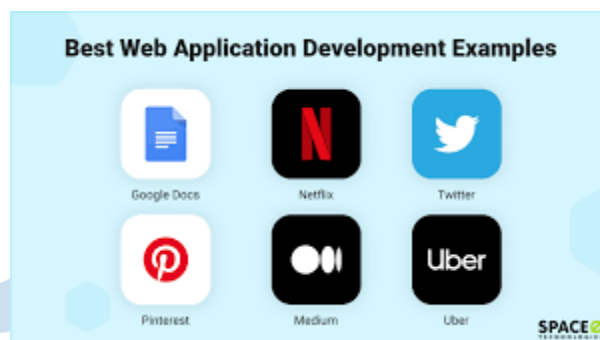 Best Web Application Development Examples
N
Google Docs Netflix Twitter
Uber
Pinterest Medium Uber
SPACE